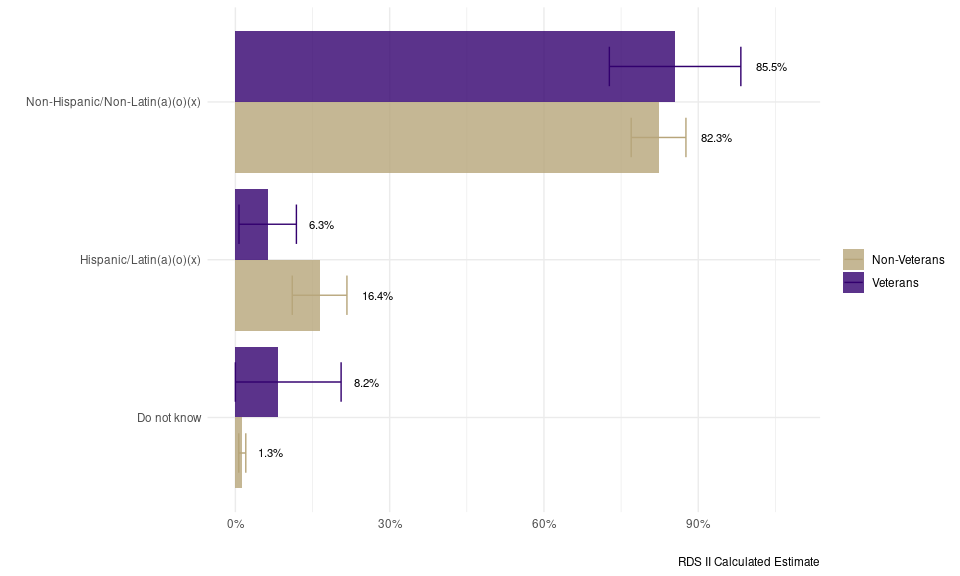 Non-Hispanic/Non-Latin(a)(o)(x)
85.5%
82.3%
Hispanic/Latin(a)(o)(x)
6.3%
16.4%
Do not know
8.2%
1.3%
0%
30%
60%
90%
RDS II Calculated Estimate
Non-Veterans
Veterans